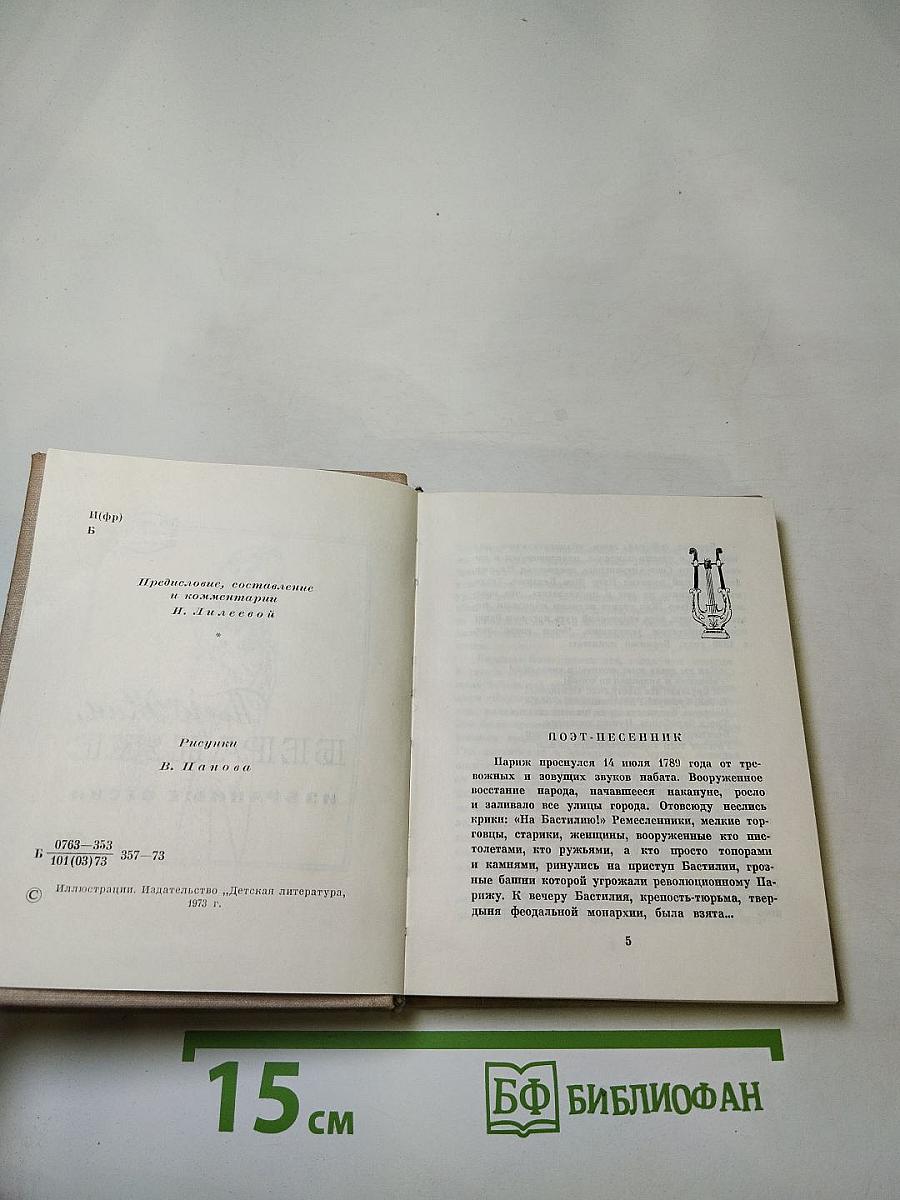 И(фр)
Б
Предисловие, составление
и комментарии
И. Лилеевой
*
Рисунки
В. Панова
Б 0763—353
101(03)73 357—73
© Иллюстрации. Издательство „Детская литература,
1973 г.
ПОЭТ-ПЕСЕННИК
Париж проснулся 14 июля 1789 года от тре-
вожных и зовущих звуков набата. Вооруженное
восстание народа, начавшееся накануне, росло
и заливало все улицы города. Отовсюду неслись
крики: «На Бастилию!» Ремесленники, мелкие тор-
говцы, старики, женщины, вооруженные кто пис-
толетами, кто ружьями, а кто просто топорами
и камнями, ринулись на приступ Бастилии, гроз-
ные башни которой угрожали революционному Па-
рижу. К вечеру Бастилия, крепость-тюрьма, твер-
дыня феодальной монархии, была взята...
5
15 см
БФ БИБЛИОФАН